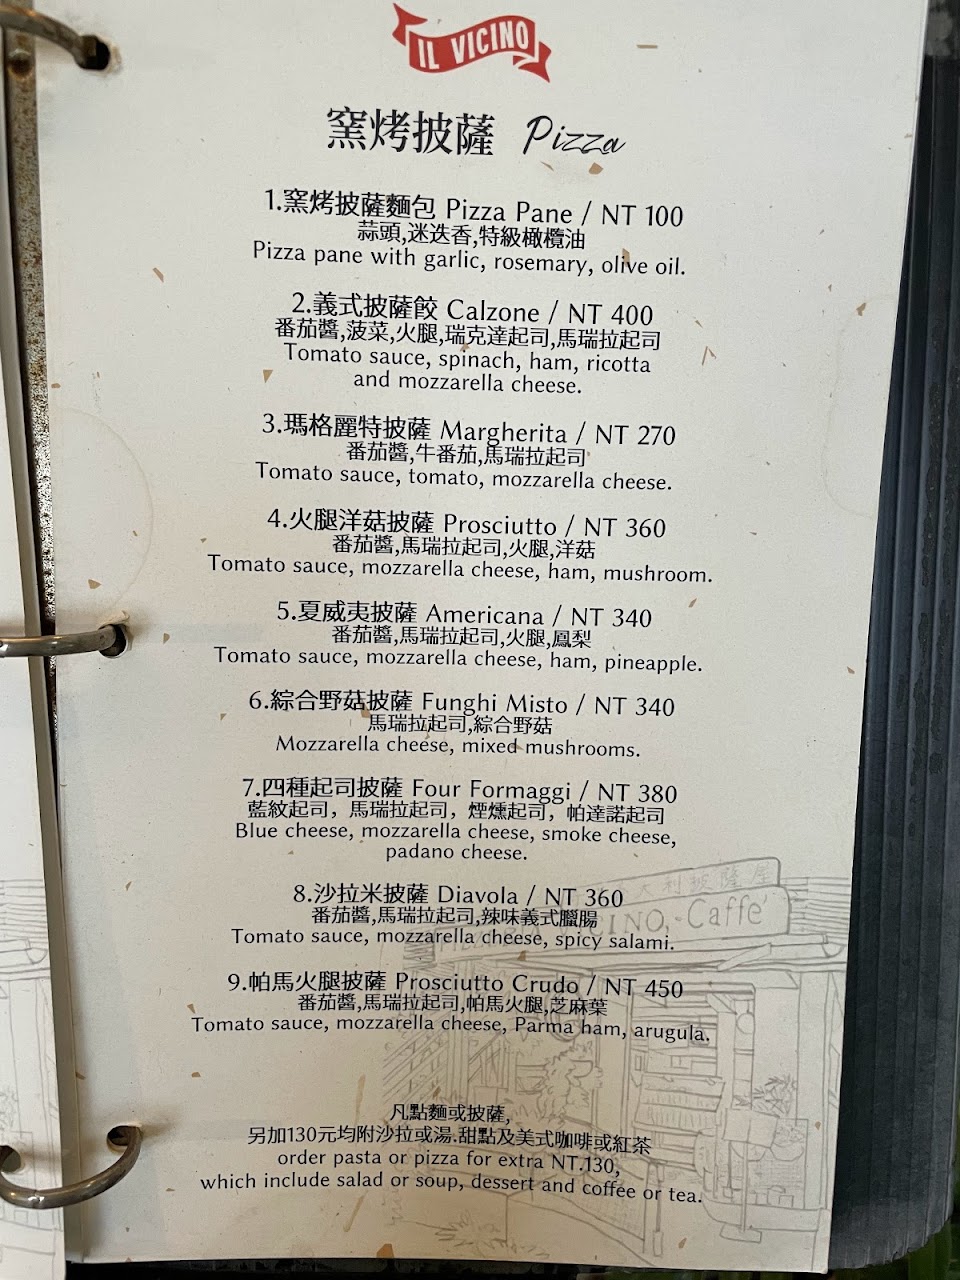 IL VICINO
窯烤披薩 Pizza
1.窯烤披薩麵包 Pizza Pane / NT 100
蒜頭,迷迭香,特級橄欖油
Pizza pane with garlic, rosemary, olive oil.
2.義式披薩餃 Calzone / NT 400
番茄醬,菠菜,火腿,瑞克達起司,馬瑞拉起司
Tomato sauce, spinach, ham, ricotta
and mozzarella cheese.
3.瑪格麗特披薩 Margherita / NT 270
番茄醬,牛番茄,馬瑞拉起司
Tomato sauce, tomato, mozzarella cheese.
4.火腿洋菇披薩 Prosciutto / NT 360
番茄醬,馬瑞拉起司,火腿,洋菇
Tomato sauce, mozzarella cheese, ham, mushroom.
5.夏威夷披薩 Americana / NT 340
番茄醬,馬瑞拉起司,火腿,鳳梨
Tomato sauce, mozzarella cheese, ham, pineapple.
6.綜合野菇披薩 Funghi Misto / NT 340
馬瑞拉起司,綜合野菇
Mozzarella cheese, mixed mushrooms.
7.四種起司披薩 Four Formaggi / NT 380
藍紋起司，馬瑞拉起司，煙燻起司，帕達諾起司
Blue cheese, mozzarella cheese, smoke cheese,
padano cheese.
大利披薩屋
8.沙拉米披薩 Diavola / NT 360
番茄醬,馬瑞拉起司,辣味義式臘腸
CINO, Caffe'
Tomato sauce, mozzarella cheese, spicy salami.
9.帕馬火腿披薩 Prosciutto Crudo / NT 450
番茄醬,馬瑞拉起司,帕馬火腿,芝麻葉
Tomato sauce, mozzarella cheese, Parma ham, arugula.
凡點麵或披薩,
另加130元均附沙拉或湯.甜點及美式咖啡或紅茶
order pasta or pizza for extra NT.130,
which include salad or soup, dessert and coffee or tea.